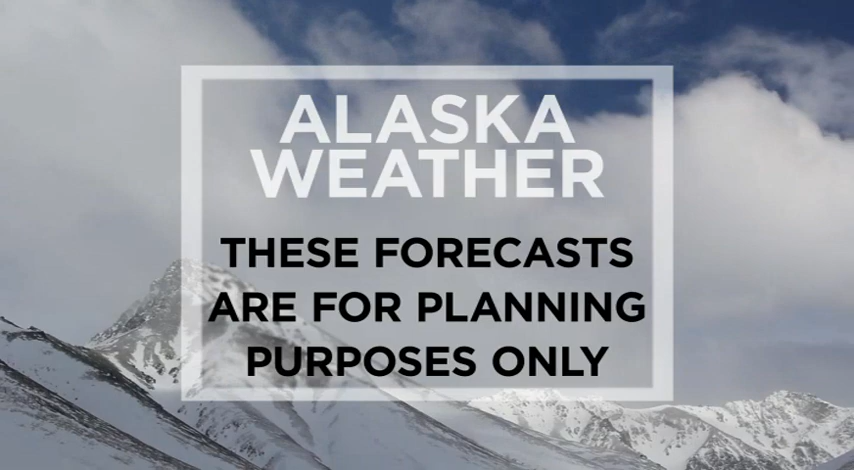 ALASKA
WEATHER
THESE FORECASTS
ARE FOR PLANNING
PURPOSES ONLY